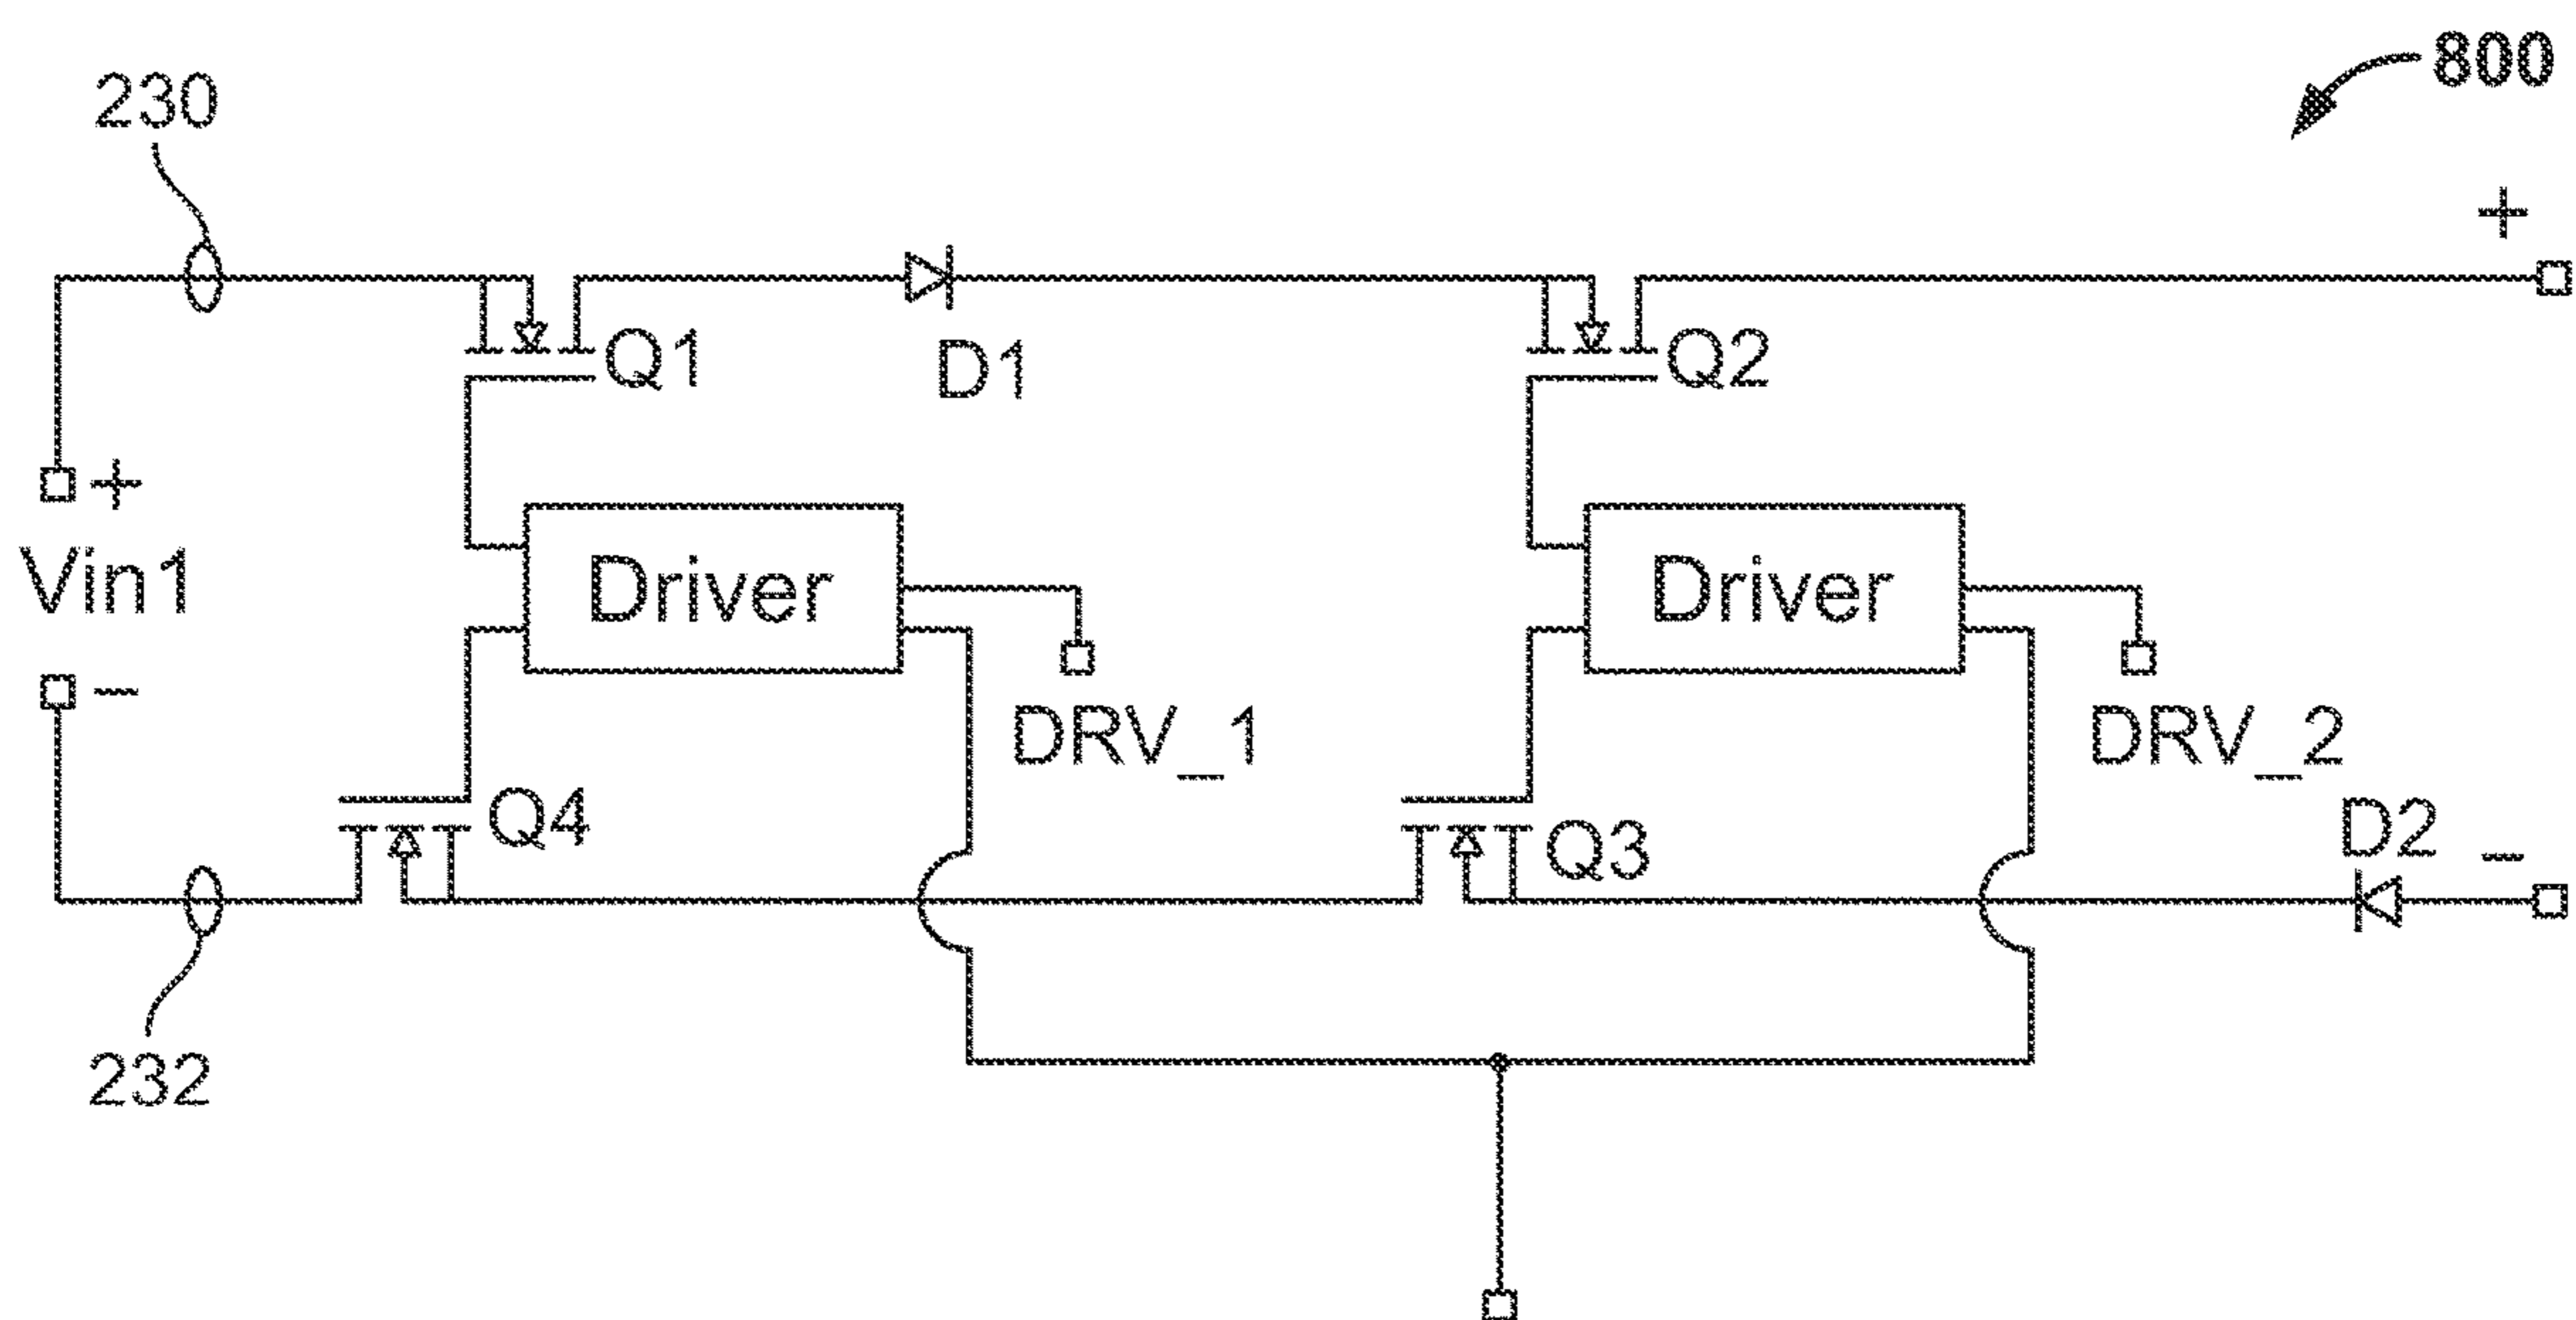 800
230
+
Q1
D1
Q2
+
Vin1
Driver
Driver
−
DRV_1
DRV_2
Q4
Q3
D2
−
232